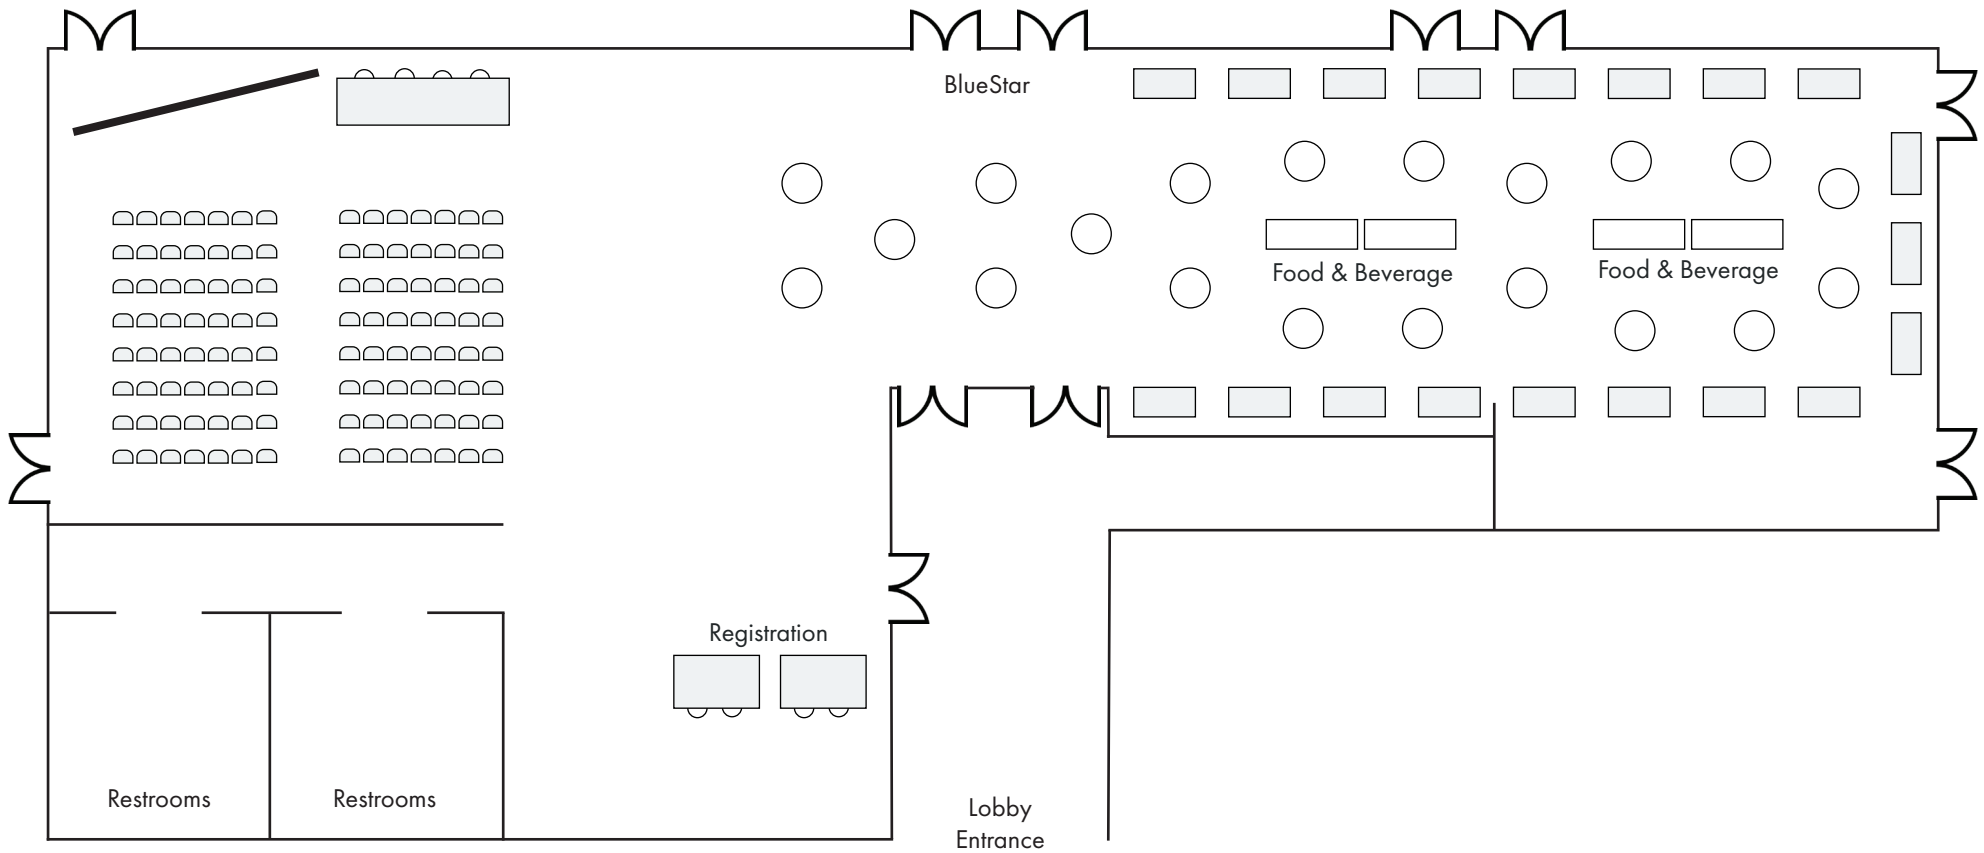 BlueStar
Food & Beverage
Food & Beverage
Registration
Restrooms
Restrooms
Lobby
Entrance